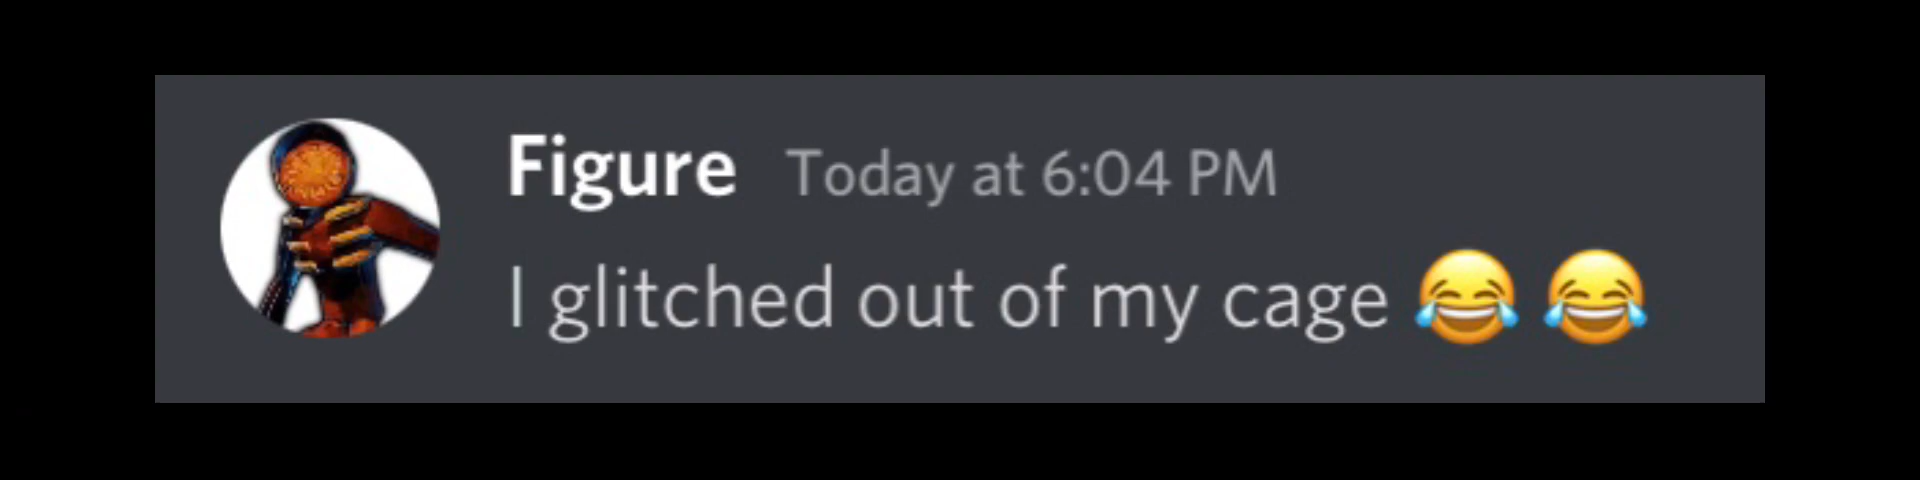 Figure Today at 6:04 PM
I glitched out of my cage 😂 😂